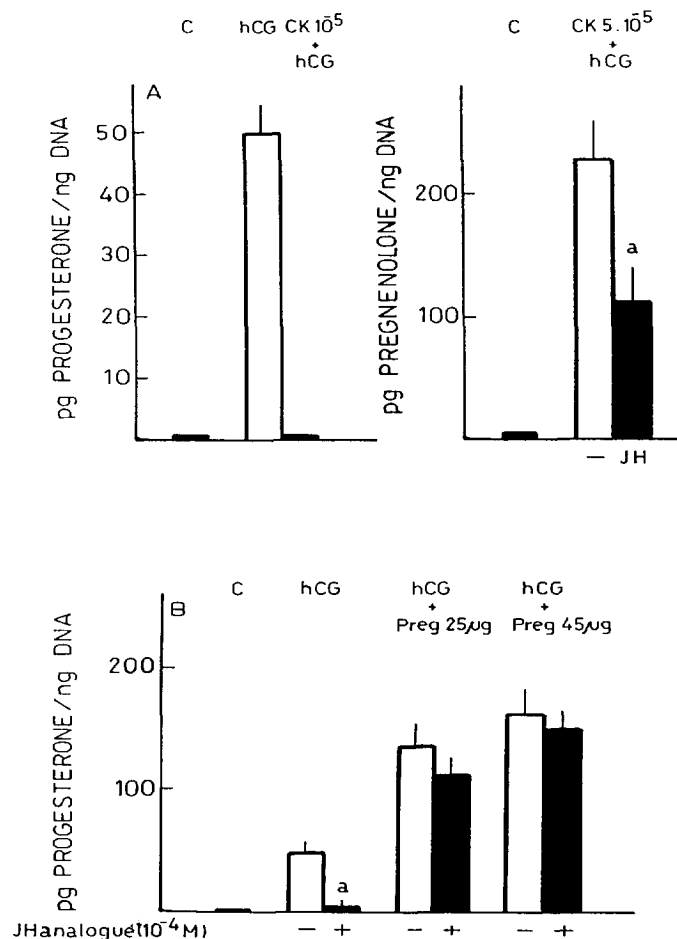 C hCG CK 10⁻⁵
+
hCG
A
50
40
30
20
10
pg PROGESTERONE/ng DNA
C CK 5.10⁻⁵
+
hCG
200
100
a
— JH
pg PREGNENOLONE/ng DNA
C hCG hCG hCG
+ +
Preg 25μg Preg 45μg
B
200
100
a
pg PROGESTERONE/ng DNA
JHanalogue(10⁻⁴M) — + — + — +